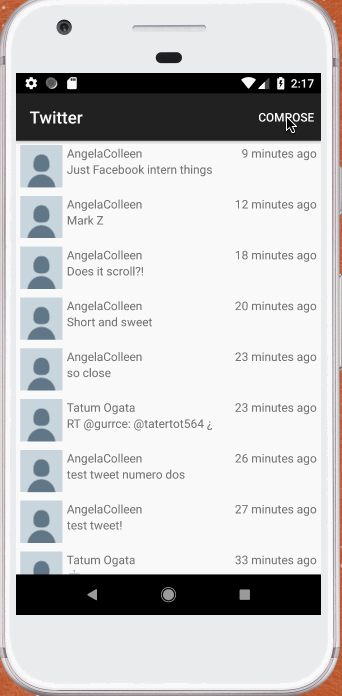 2:17
Twitter COMPOSE
AngelaColleen 9 minutes ago
Just Facebook intern things
AngelaColleen 12 minutes ago
Mark Z
AngelaColleen 18 minutes ago
Does it scroll?!
AngelaColleen 20 minutes ago
Short and sweet
AngelaColleen 23 minutes ago
so close
Tatum Ogata 23 minutes ago
RT @gurrce: @tatertot564 ¿
AngelaColleen 26 minutes ago
test tweet numero dos
AngelaColleen 27 minutes ago
test tweet!
Tatum Ogata 33 minutes ago